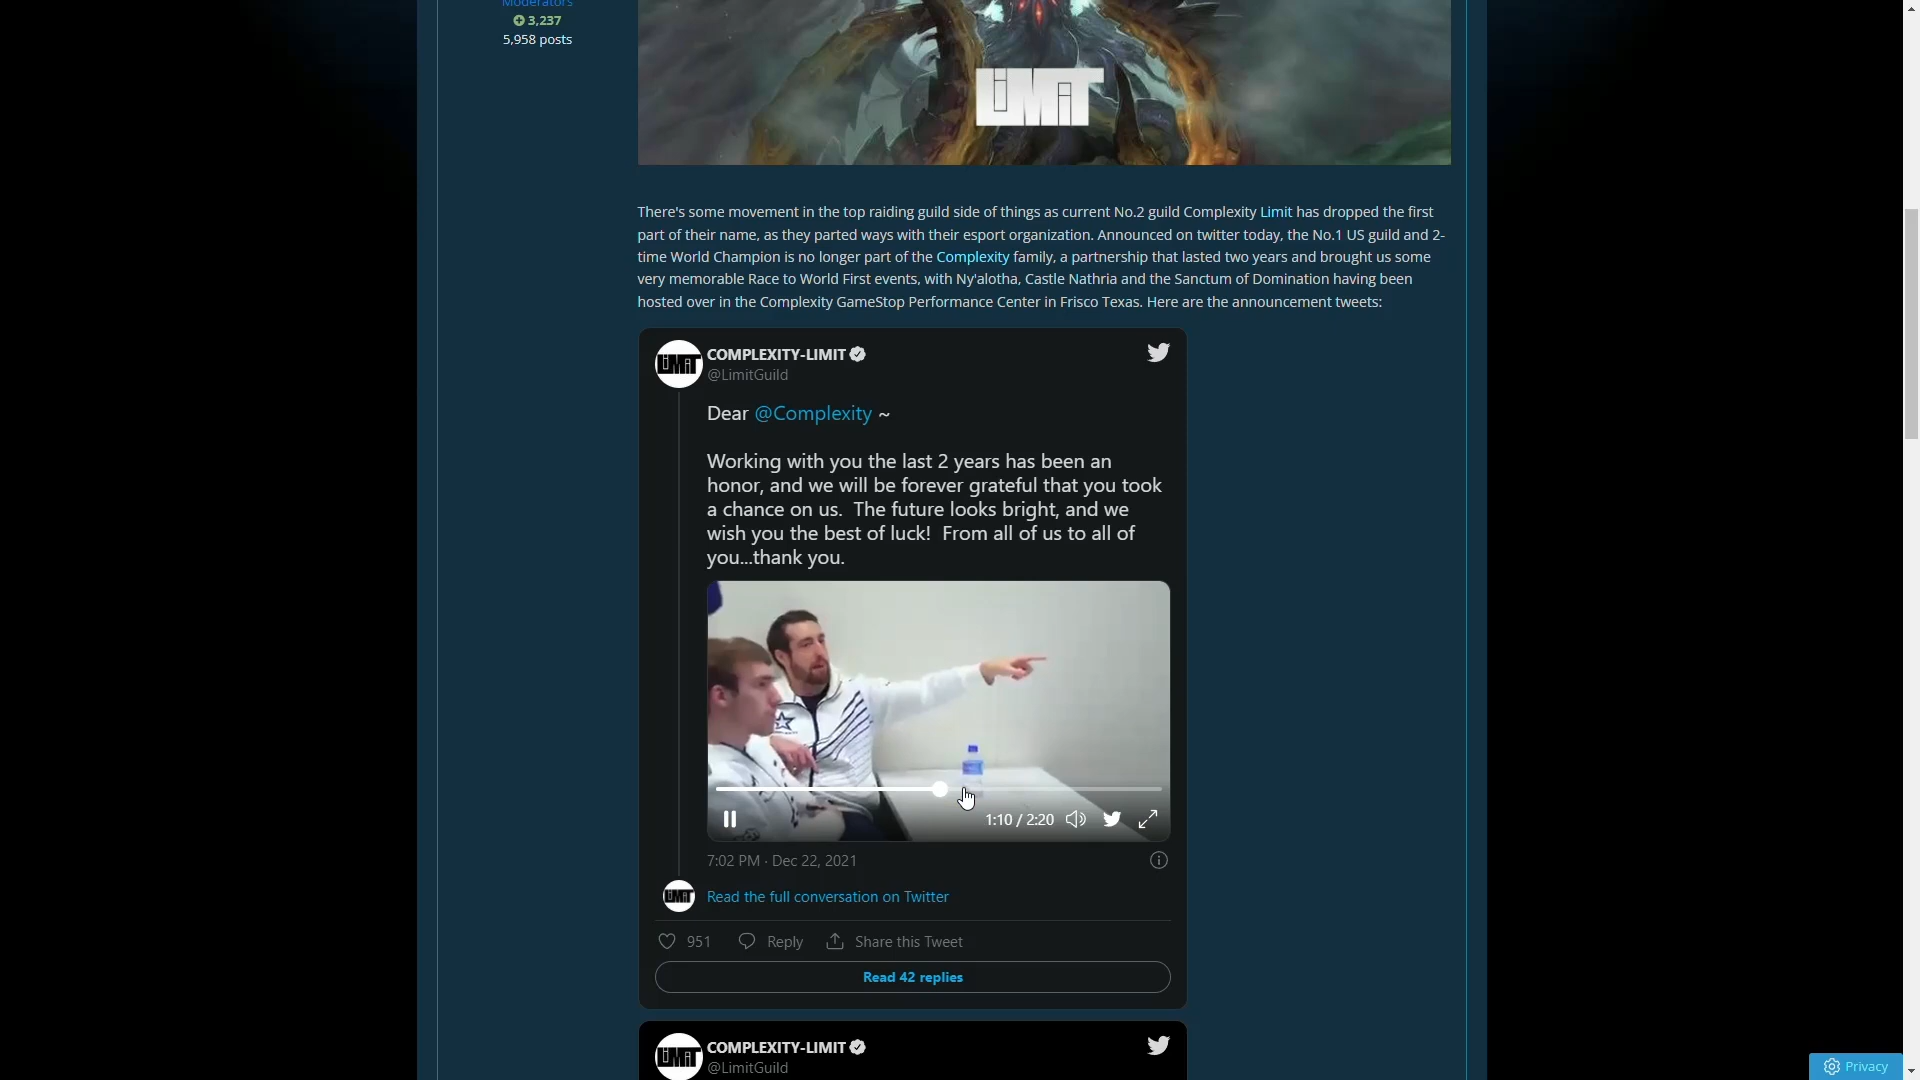 Moderators
3,237
5,958 posts
LIMIT
There's some movement in the top raiding guild side of things as current No.2 guild Complexity Limit has dropped the first
part of their name, as they parted ways with their esport organization. Announced on twitter today, the No.1 US guild and 2-
time World Champion is no longer part of the Complexity family, a partnership that lasted two years and brought us some
very memorable Race to World First events, with Ny'alotha, Castle Nathria and the Sanctum of Domination having been
hosted over in the Complexity GameStop Performance Center in Frisco Texas. Here are the announcement tweets:
LIMIT
COMPLEXITY-LIMIT
@LimitGuild
Dear @Complexity ~
Working with you the last 2 years has been an
honor, and we will be forever grateful that you took
a chance on us.  The future looks bright, and we
wish you the best of luck!  From all of us to all of
you...thank you.
1:10 / 2:20
7:02 PM · Dec 22, 2021
LIMIT
Read the full conversation on Twitter
951
Reply
Share this Tweet
Read 42 replies
LIMIT
COMPLEXITY-LIMIT
@LimitGuild
Privacy